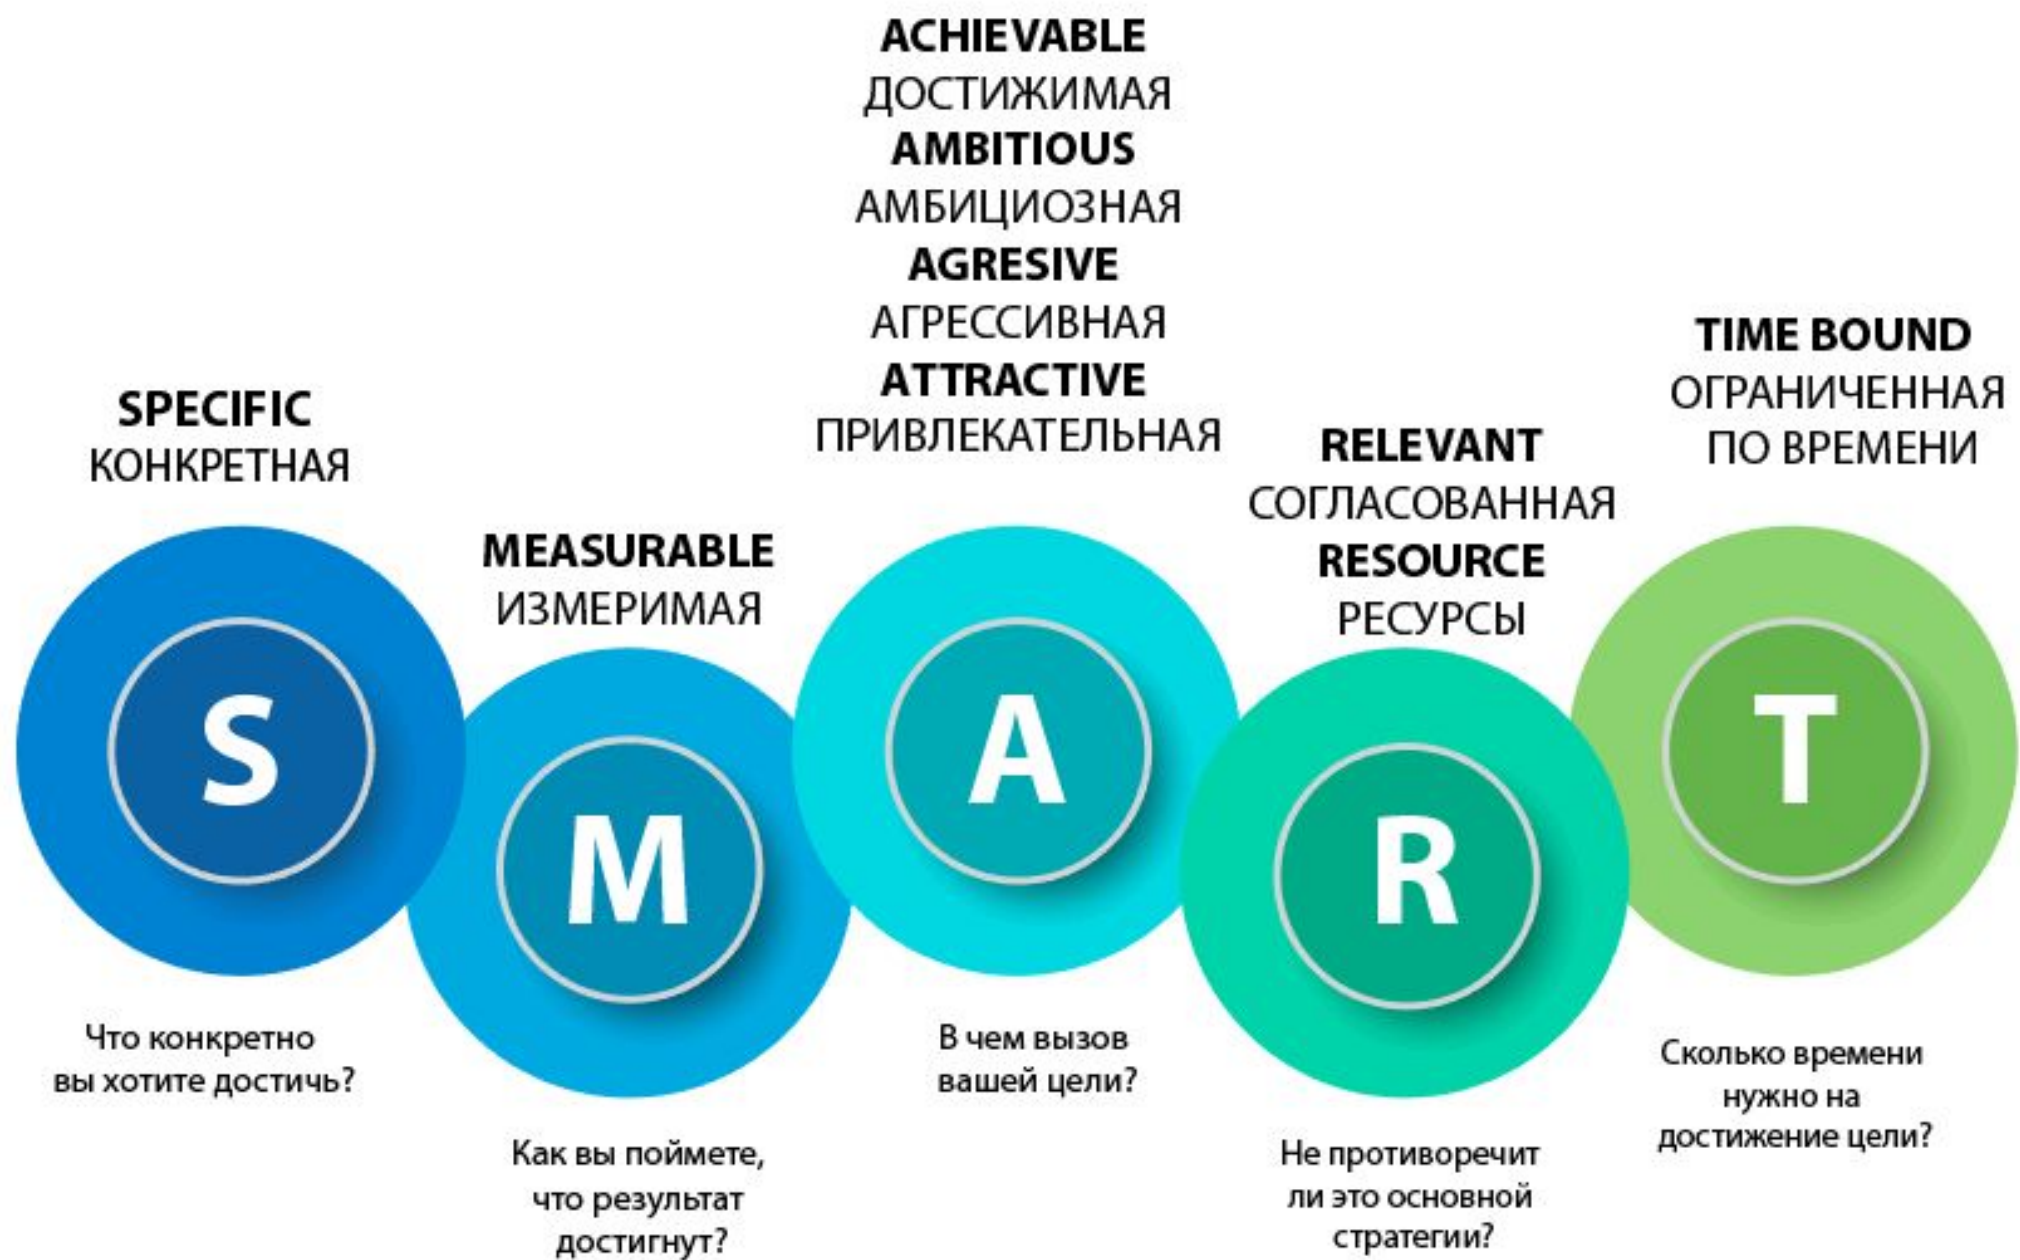 SPECIFIC
КОНКРЕТНАЯ
S
Что конкретно
вы хотите достичь?
MEASURABLE
ИЗМЕРИМАЯ
M
Как вы поймете,
что результат
достигнут?
ACHIEVABLE
ДОСТИЖИМАЯ
AMBITIOUS
АМБИЦИОЗНАЯ
AGRESIVE
АГРЕССИВНАЯ
ATTRACTIVE
ПРИВЛЕКАТЕЛЬНАЯ
A
В чем вызов
вашей цели?
RELEVANT
СОГЛАСОВАННАЯ
RESOURCE
РЕСУРСЫ
R
Не противоречит
ли это основной
стратегии?
TIME BOUND
ОГРАНИЧЕННАЯ
ПО ВРЕМЕНИ
T
Сколько времени
нужно на
достижение цели?